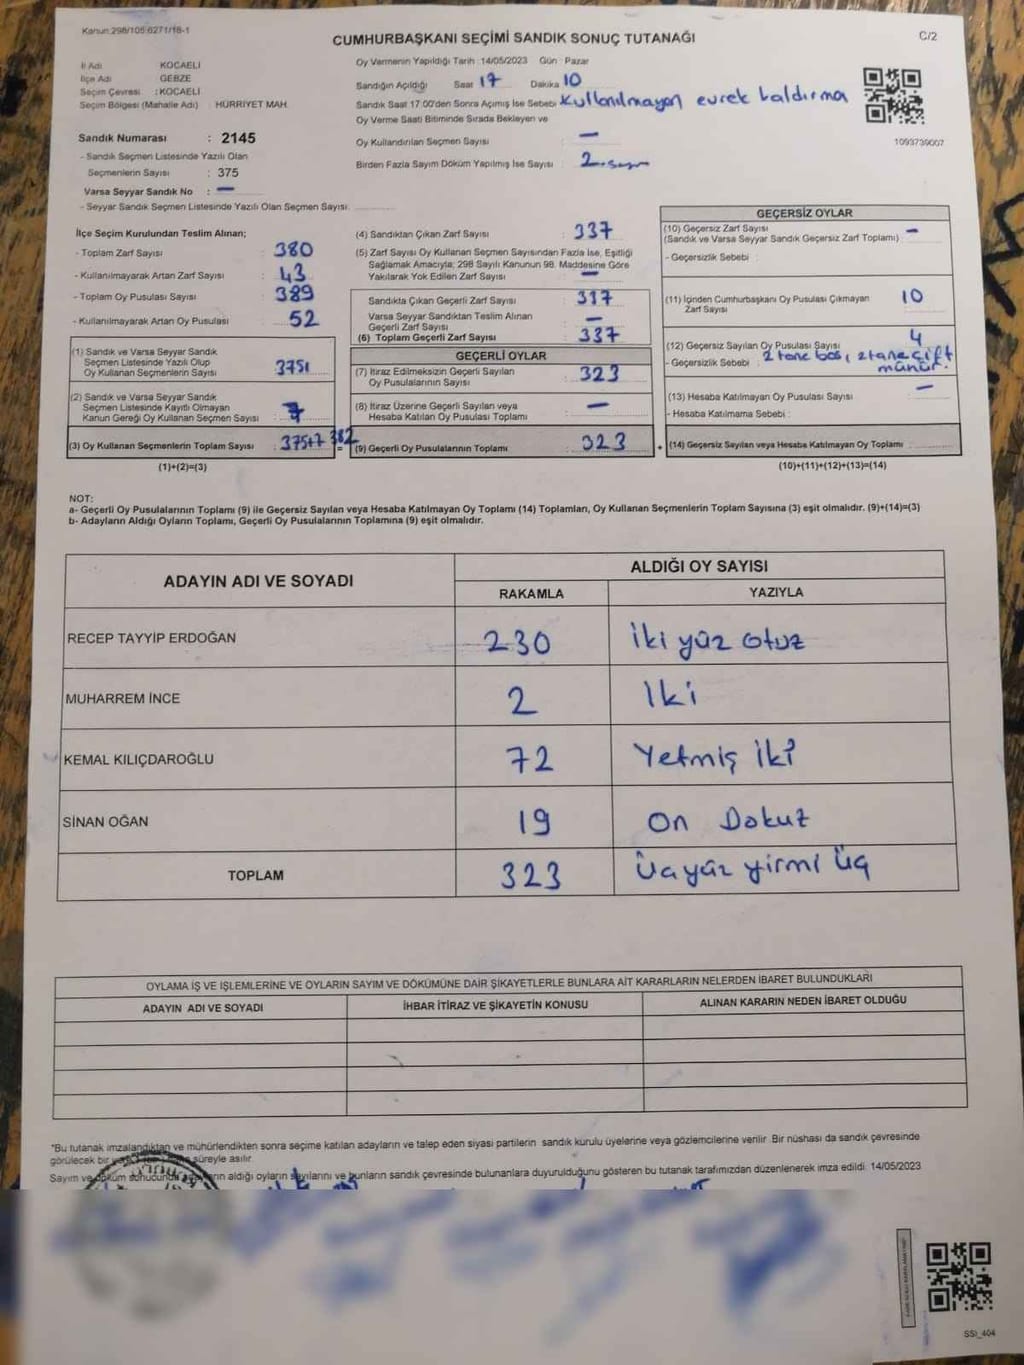 Kanun:298/105;6271/18-1
CUMHURBAŞKANI SEÇİMİ SANDIK SONUÇ TUTANAĞI
C/2
İl Adı KOCAELİ
İlçe Adı GEBZE
Seçim Çevresi : KOCAELİ
Seçim Bölgesi (Mahalle Adı) HÜRRİYET MAH.
Sandık Numarası : 2145
- Sandık Seçmen Listesinde Yazılı Olan
Seçmenlerin Sayısı : 375
Varsa Seyyar Sandık No : —
- Seyyar Sandık Seçmen Listesinde Yazılı Olan Seçmen Sayısı:
Oy Vermenin Yapıldığı Tarih :14/05/2023 Gün : Pazar
Sandığın Açıldığı Saat 17 Dakika 10
Sandık Saat 17:00'den Sonra Açımış İse Sebebi Kullanılmayan evrek kaldırma
Oy Verme Saati Bitiminde Sırada Bekleyen ve
Oy Kullandırılan Seçmen Sayısı : —
Birden Fazla Sayım Döküm Yapılmış İse Sayısı : 2.
1093739007
İlçe Seçim Kurulundan Teslim Alınan;
- Toplam Zarf Sayısı : 380
- Kullanılmayarak Artan Zarf Sayısı : 43
- Toplam Oy Pusulası Sayısı : 389
- Kullanılmayarak Artan Oy Pusulası : 52
(1) Sandık ve Varsa Seyyar Sandık
Seçmen Listesinde Yazılı Olup
Oy Kullanan Seçmenlerin Sayısı :
(2) Sandık ve Varsa Seyyar Sandık
Seçmen Listesinde Kayıtlı Olmayan
Kanun Gereği Oy Kullanan Seçmen Sayısı : 7
(3) Oy Kullanan Seçmenlerin Toplam Sayısı : 375+7 382
(1)+(2)=(3)
(4) Sandıktan Çıkan Zarf Sayısı : 337
(5) Zarf Sayısı Oy Kullanan Seçmen Sayısından Fazla İse, Eşitliği
Sağlamak Amacıyla; 298 Sayılı Kanunun 98. Maddesine Göre
Yakılarak Yok Edilen Zarf Sayısı : —
Sandıkta Çıkan Geçerli Zarf Sayısı : 337
Varsa Seyyar Sandıktan Teslim Alınan
Geçerli Zarf Sayısı : —
(6) Toplam Geçerli Zarf Sayısı : 337
GEÇERLİ OYLAR
(7) İtiraz Edilmeksizin Geçerli Sayılan
Oy Pusulalarının Sayısı : 323
(8) İtiraz Üzerine Geçerli Sayılan veya
Hesaba Katılan Oy Pusulası Toplamı : —
= (9) Geçerli Oy Pusulalarının Toplamı : 323
GEÇERSİZ OYLAR
(10) Geçersiz Zarf Sayısı : —
(Sandık ve Varsa Seyyar Sandık Geçersiz Zarf Toplamı)
- Geçersizlik Sebebi :
(11) İçinden Cumhurbaşkanı Oy Pusulası Çıkmayan : 10
Zarf Sayısı
(12) Geçersiz Sayılan Oy Pusulası Sayısı : 4
- Geçersizlik Sebebi : 2 tane boş, 2 tane çift
mühür.
(13) Hesaba Katılmayan Oy Pusulası Sayısı : —
- Hesaba Katılmama Sebebi :
+ (14) Geçersiz Sayılan veya Hesaba Katılmayan Oy Toplamı :
(10)+(11)+(12)+(13)=(14)
NOT:
a- Geçerli Oy Pusulalarının Toplamı (9) ile Geçersiz Sayılan veya Hesaba Katılmayan Oy Toplamı (14) Toplamları, Oy Kullanan Seçmenlerin Toplam Sayısına (3) eşit olmalıdır. (9)+(14)=(3)
b- Adayların Aldığı Oyların Toplamı, Geçerli Oy Pusulalarının Toplamına (9) eşit olmalıdır.
ADAYIN ADI VE SOYADI
ALDIĞI OY SAYISI
RAKAMLA YAZIYLA
RECEP TAYYİP ERDOĞAN 230 iki yüz otuz
MUHARREM İNCE 2 İki
KEMAL KILIÇDAROĞLU 72 Yetmiş iki
SİNAN OĞAN 19 On Dokuz
TOPLAM 323 Üçyüz yirmi üç
OYLAMA İŞ VE İŞLEMLERİNE VE OYLARIN SAYIM VE DÖKÜMÜNE DAİR ŞİKAYETLERLE BUNLARA AİT KARARLARIN NELERDEN İBARET BULUNDUKLARI
ADAYIN ADI VE SOYADI İHBAR İTİRAZ VE ŞİKAYETİN KONUSU ALINAN KARARIN NEDEN İBARET OLDUĞU
*Bu tutanak imzalandıktan ve mühürlendikten sonra seçime katılan adayların ve talep eden siyasi partilerin sandık kurulu üyelerine veya gözlemcilerine verilir. Bir nüshası da sandık çevresinde
görülecek bir süreyle asılır.
Sayım ve döküm sonucunda aldığı oyların sayılarını ve bunların sandık çevresinde bulunanlara duyurulduğunu gösteren bu tutanak tarafımızdan düzenlenerek imza edildi. 14/05/2023
SSİ_404